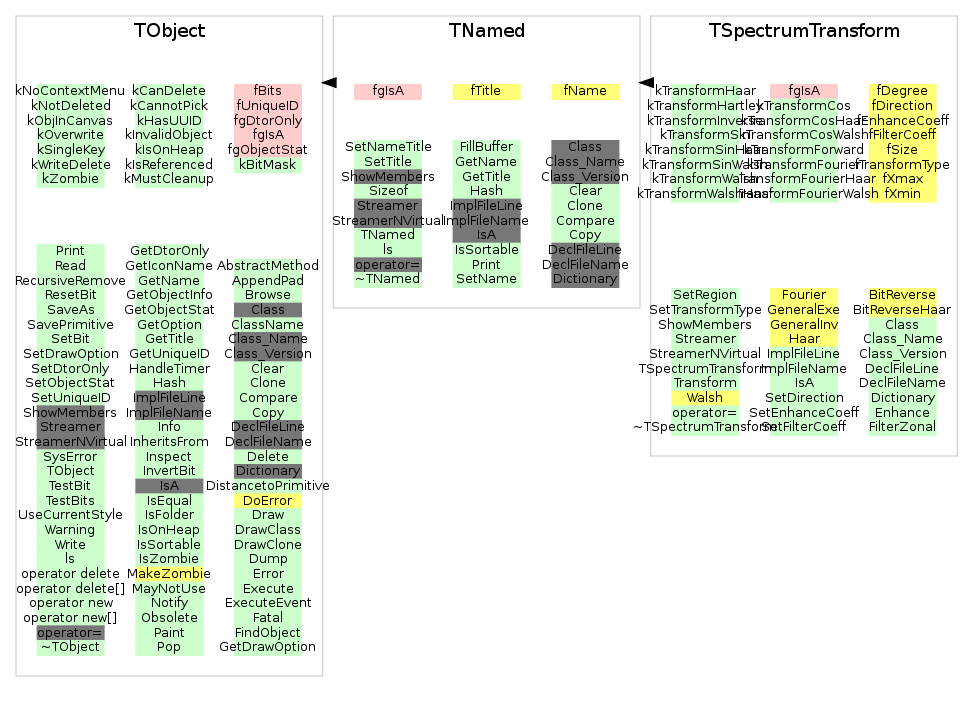 TObject
kNoContextMenu
kNotDeleted
kObjInCanvas
kOverwrite
kSingleKey
kWriteDelete
kZombie
kCanDelete
kCannotPick
kHasUUID
kInvalidObject
kIsOnHeap
kIsReferenced
kMustCleanup
fBits
fUniqueID
fgDtorOnly
fgIsA
fgObjectStat
kBitMask
Print
Read
RecursiveRemove
ResetBit
SaveAs
SavePrimitive
SetBit
SetDrawOption
SetDtorOnly
SetObjectStat
SetUniqueID
ShowMembers
Streamer
StreamerNVirtual
SysError
TObject
TestBit
TestBits
UseCurrentStyle
Warning
Write
ls
operator delete
operator delete[]
operator new
operator new[]
operator=
~TObject
GetDtorOnly
GetIconName
GetName
GetObjectInfo
GetObjectStat
GetOption
GetTitle
GetUniqueID
HandleTimer
Hash
ImplFileLine
ImplFileName
Info
InheritsFrom
Inspect
InvertBit
IsA
IsEqual
IsFolder
IsOnHeap
IsSortable
IsZombie
MakeZombie
MayNotUse
Notify
Obsolete
Paint
Pop
AbstractMethod
AppendPad
Browse
Class
ClassName
Class_Name
Class_Version
Clear
Clone
Compare
Copy
DeclFileLine
DeclFileName
Delete
Dictionary
DistancetoPrimitive
DoError
Draw
DrawClass
DrawClone
Dump
Error
Execute
ExecuteEvent
Fatal
FindObject
GetDrawOption
TNamed
fgIsA
fTitle
fName
SetNameTitle
SetTitle
ShowMembers
Sizeof
Streamer
StreamerNVirtual
TNamed
ls
operator=
~TNamed
FillBuffer
GetName
GetTitle
Hash
ImplFileLine
ImplFileName
IsA
IsSortable
Print
SetName
Class
Class_Name
Class_Version
Clear
Clone
Compare
Copy
DeclFileLine
DeclFileName
Dictionary
TSpectrumTransform
kTransformHaar
kTransformHartley
kTransformInverse
kTransformSin
kTransformSinHaar
kTransformSinWalsh
kTransformWalsh
kTransformWalshHaar
fgIsA
kTransformCos
kTransformCosHaar
kTransformCosWalsh
kTransformForward
kTransformFourier
kTransformFourierHaar
kTransformFourierWalsh
fDegree
fDirection
fEnhanceCoeff
fFilterCoeff
fSize
fTransformType
fXmax
fXmin
SetRegion
SetTransformType
ShowMembers
Streamer
StreamerNVirtual
TSpectrumTransform
Transform
Walsh
operator=
~TSpectrumTransform
Fourier
GeneralExe
GeneralInv
Haar
ImplFileLine
ImplFileName
IsA
SetDirection
SetEnhanceCoeff
SetFilterCoeff
BitReverse
BitReverseHaar
Class
Class_Name
Class_Version
DeclFileLine
DeclFileName
Dictionary
Enhance
FilterZonal